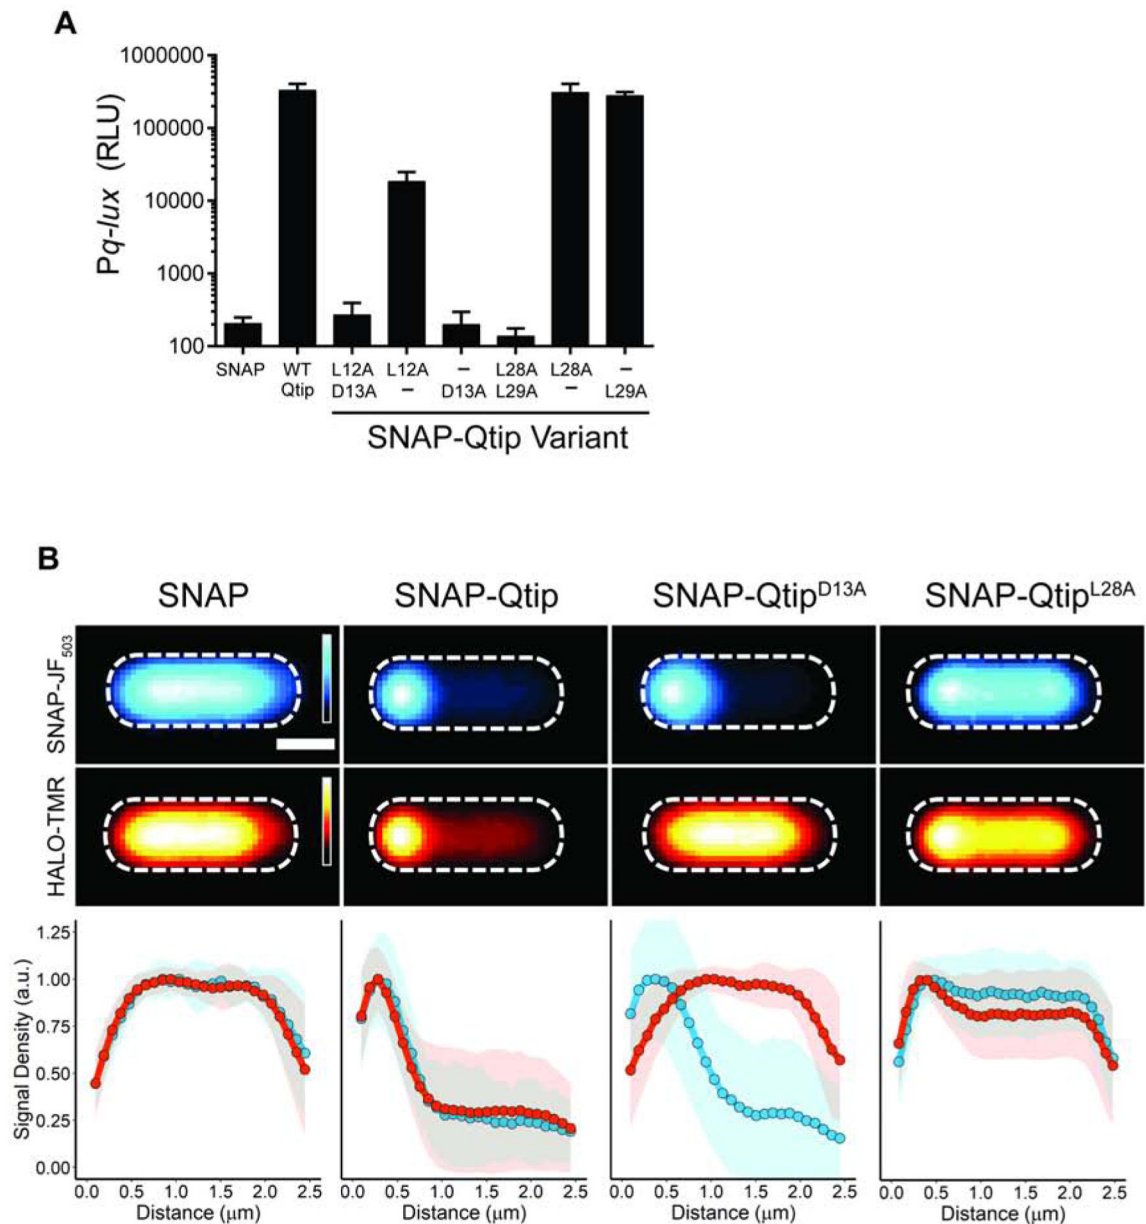 A
Pq-lux (RLU)
1000000
100000
10000
1000
100
SNAP WT L12A L12A – L28A L28A –
Qtip D13A – D13A L29A – L29A
SNAP-Qtip Variant
B
SNAP SNAP-Qtip SNAP-QtipD13A SNAP-QtipL28A
SNAP-JF503
HALO-TMR
Signal Density (a.u.)
1.25
1.00
0.75
0.50
0.25
0.00
0.0 0.5 1.0 1.5 2.0 2.5 0.0 0.5 1.0 1.5 2.0 2.5 0.0 0.5 1.0 1.5 2.0 2.5 0.0 0.5 1.0 1.5 2.0 2.5
Distance (μm) Distance (μm) Distance (μm) Distance (μm)